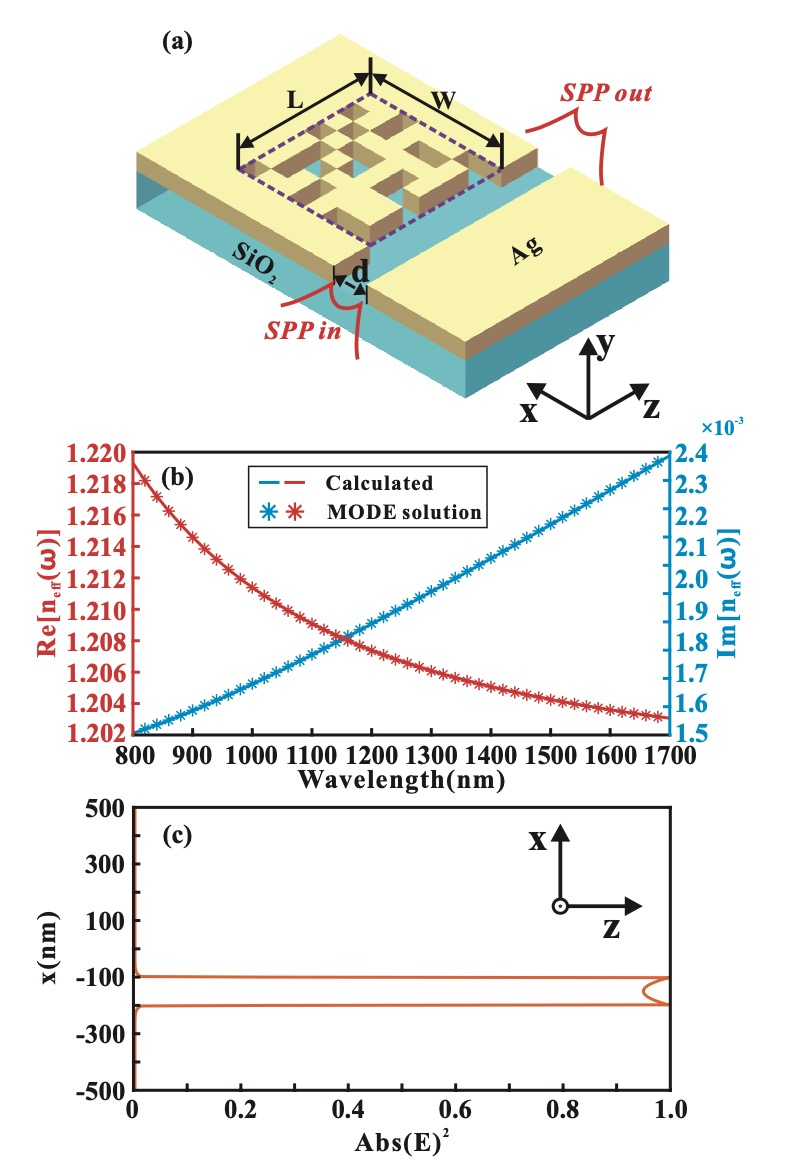 (a)
L
W
SPP out
SiO2
d
Ag
SPP in
y
x
z
×10-3
(b)
Calculated
MODE solution
Re[neff(ω)]
1.220
1.218
1.216
1.214
1.212
1.210
1.208
1.206
1.204
1.202
2.4
2.3
2.2
2.1
2.0
1.9
1.8
1.7
1.6
1.5
Im[neff(ω)]
800 900 1000 1100 1200 1300 1400 1500 1600 1700
Wavelength(nm)
(c)
x
z
x(nm)
500
300
100
-100
-300
-500
0 0.2 0.4 0.6 0.8 1.0
Abs(E)2